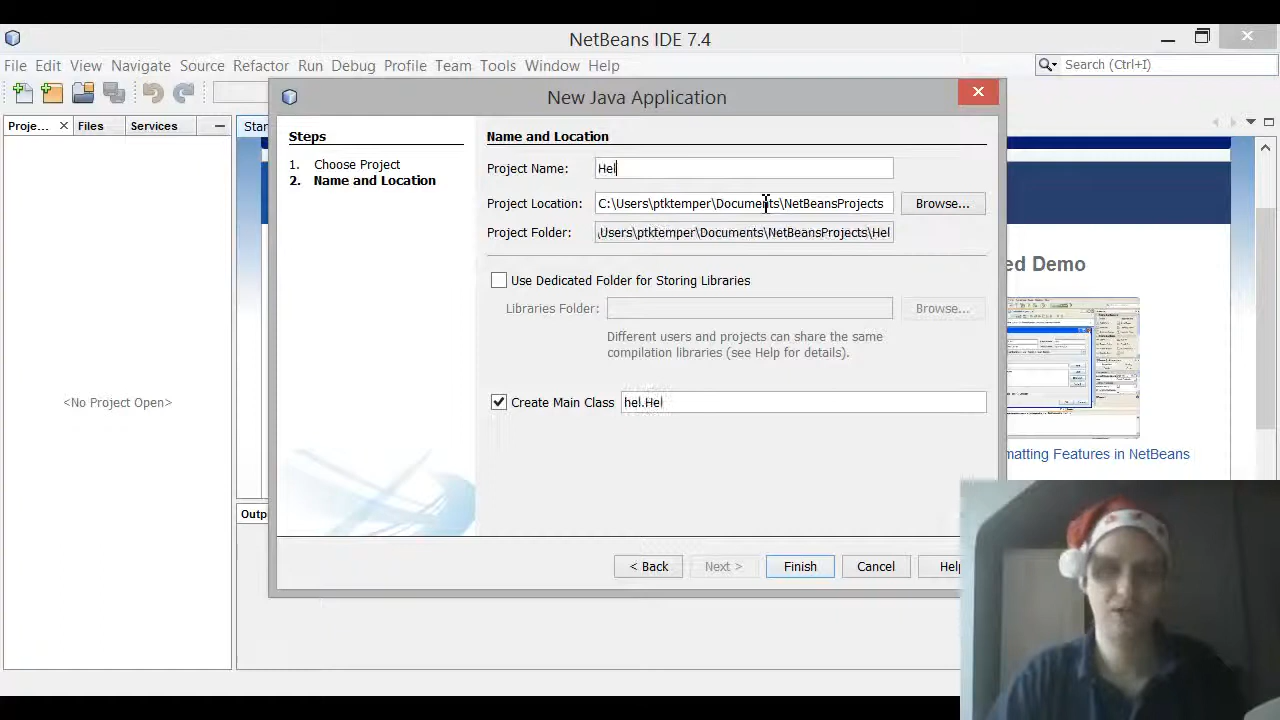 NetBeans IDE 7.4
File Edit View Navigate Source Refactor Run Debug Profile Team Tools Window Help
Search (Ctrl+I)
Proje... Files Services
Star
New Java Application
Steps
1. Choose Project
2. Name and Location
Name and Location
Project Name: Hel
Project Location: C:\Users\ptktemper\Documents\NetBeansProjects Browse...
Project Folder: \Users\ptktemper\Documents\NetBeansProjects\Hel
Use Dedicated Folder for Storing Libraries
Libraries Folder: Browse...
Different users and projects can share the same
compilation libraries (see Help for details).
Create Main Class hel.Hel
< Back Next > Finish Cancel Help
<No Project Open>
Outp
ed Demo
matting Features in NetBeans